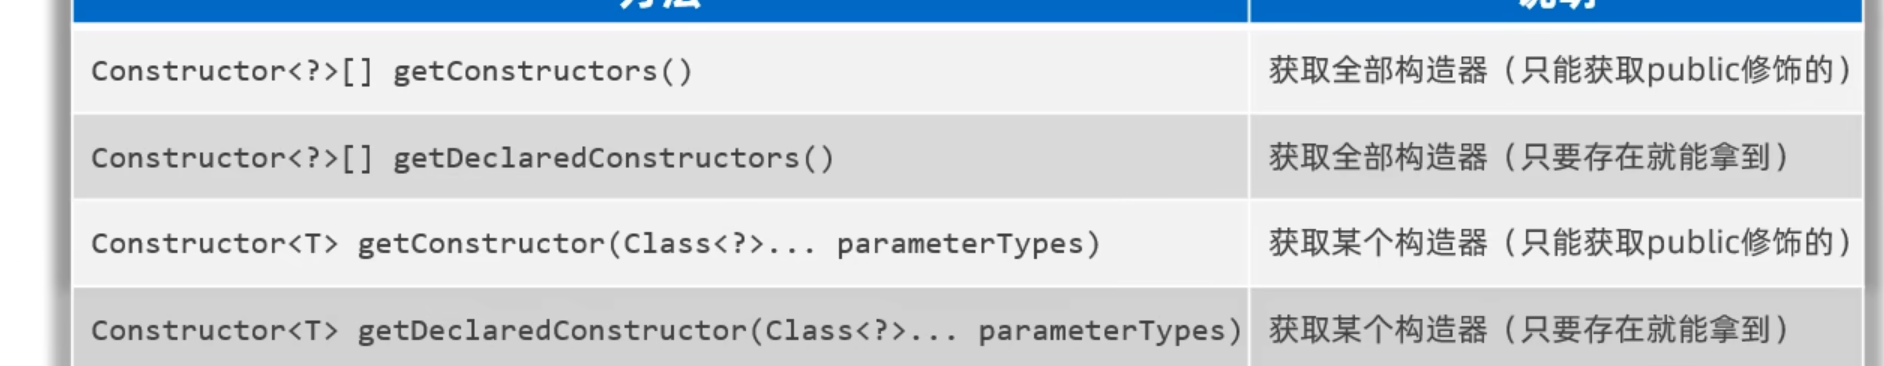 方法 说明
Constructor<?>[] getConstructors() 获取全部构造器（只能获取public修饰的）
Constructor<?>[] getDeclaredConstructors() 获取全部构造器（只要存在就能拿到）
Constructor<T> getConstructor(Class<?>... parameterTypes) 获取某个构造器（只能获取public修饰的）
Constructor<T> getDeclaredConstructor(Class<?>... parameterTypes) 获取某个构造器（只要存在就能拿到）